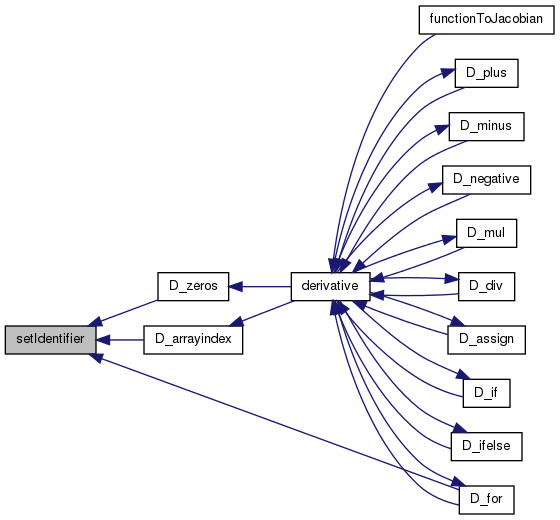 functionToJacobian
D_plus
D_minus
D_negative
D_mul
D_zeros
derivative
D_div
setIdentifier
D_arrayindex
D_assign
D_if
D_ifelse
D_for